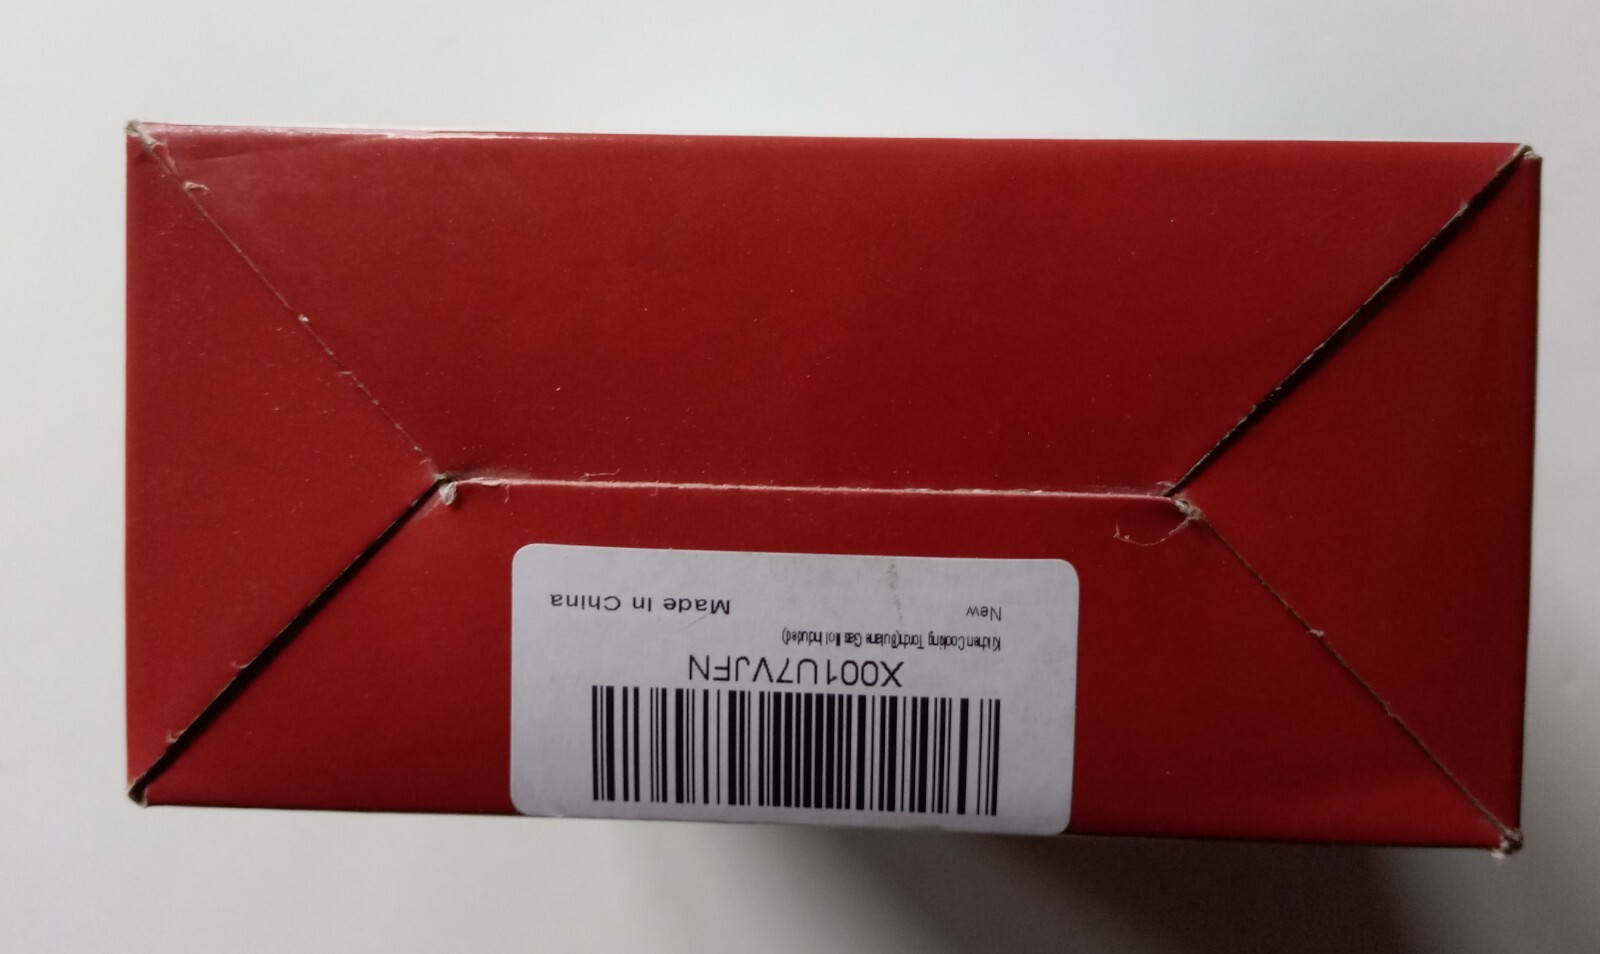 X001U7VJFN
Kitchen Cooking Torch(Butane Gas Not Included)
New
Made In China